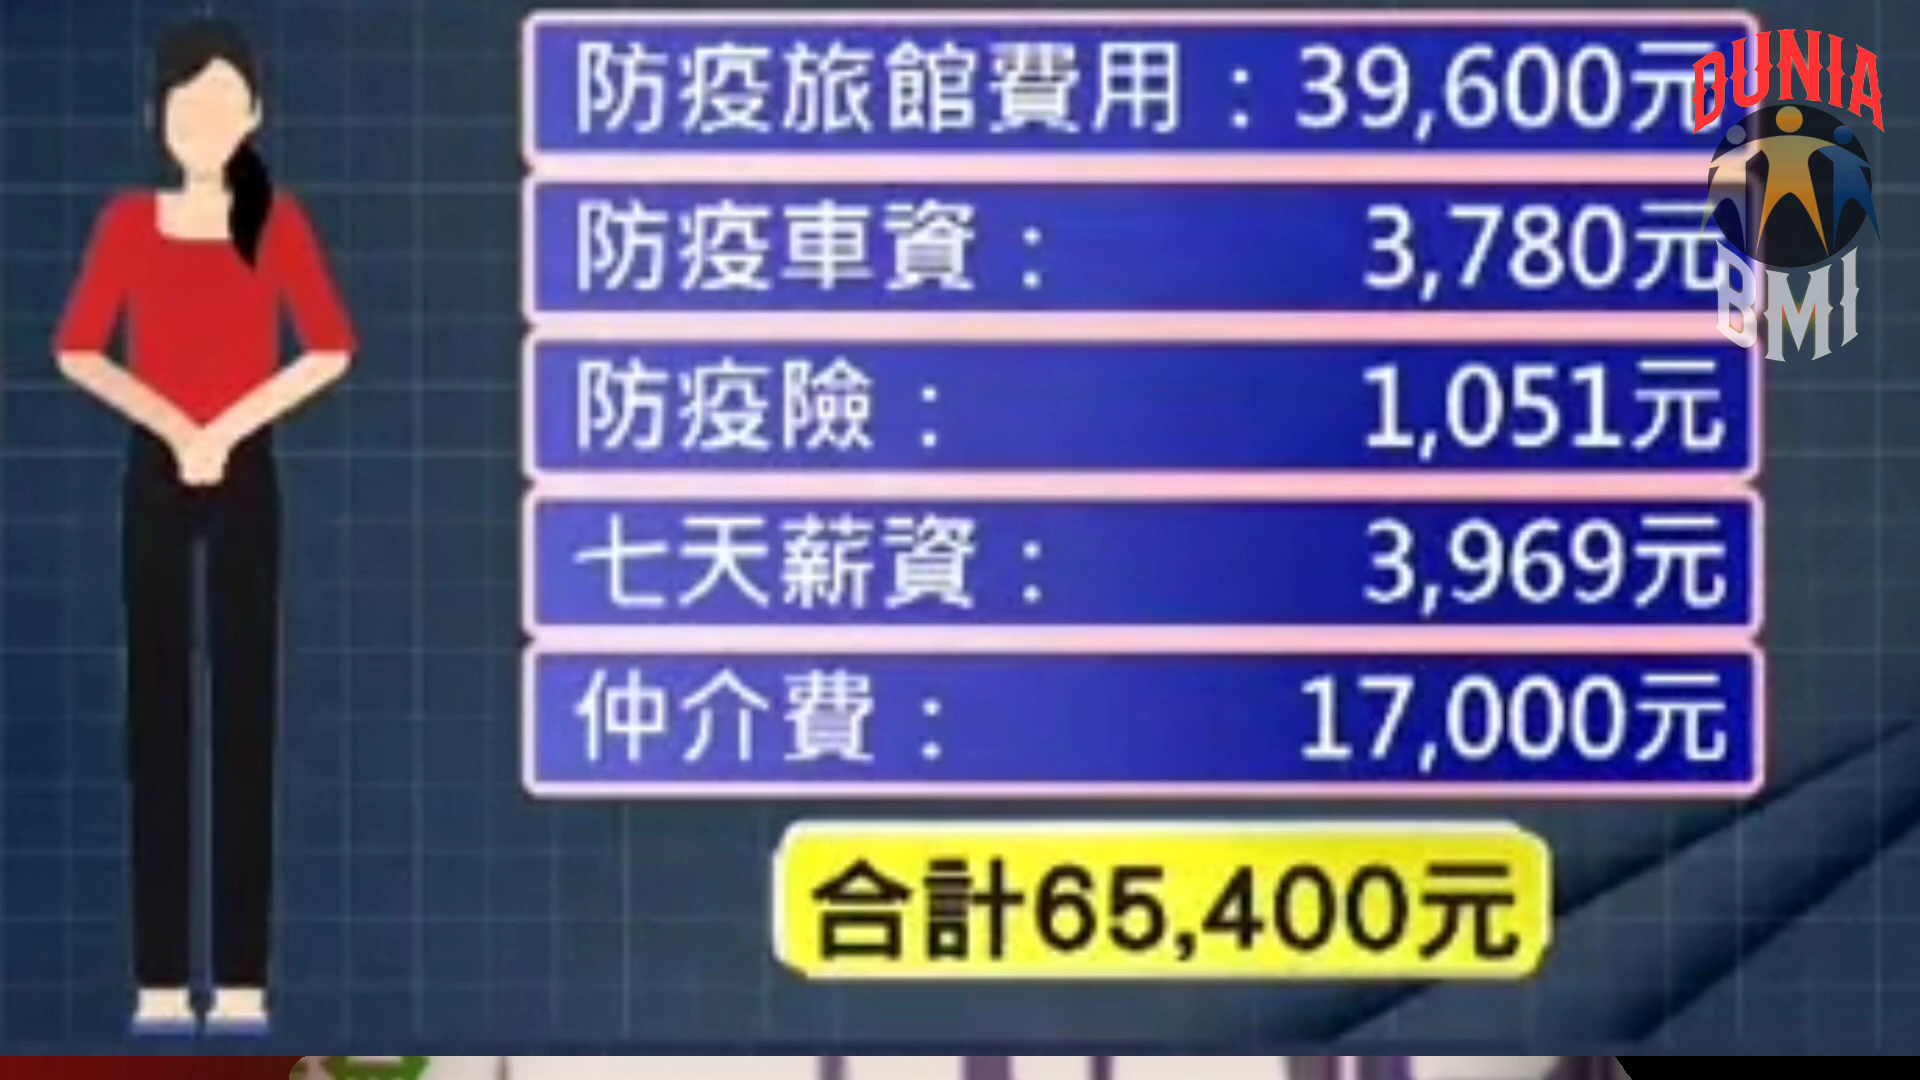 防疫旅館費用：39,600元
防疫車資：3,780元
防疫險：1,051元
七天薪資：3,969元
仲介費：17,000元
合計65,400元
DUNIA
BMI